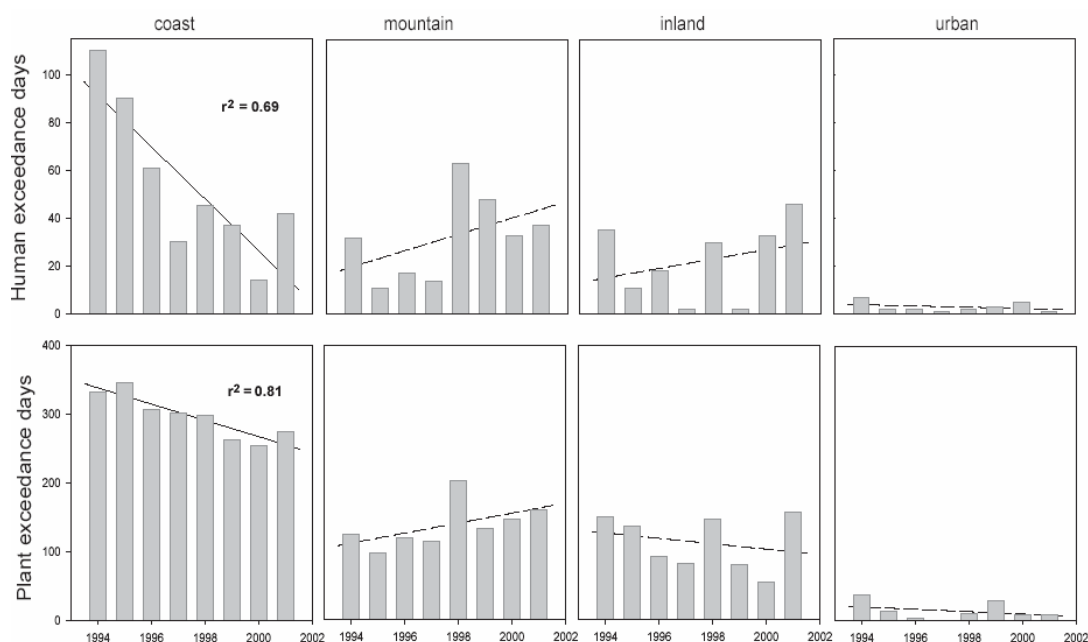 coast mountain inland urban
Human exceedance days
100
80
60
40
20
0
r² = 0.69
Plant exceedance days
400
300
200
100
0
r² = 0.81
1994 1996 1998 2000 2002 1994 1996 1998 2000 2002 1994 1996 1998 2000 2002 1994 1996 1998 2000 2002